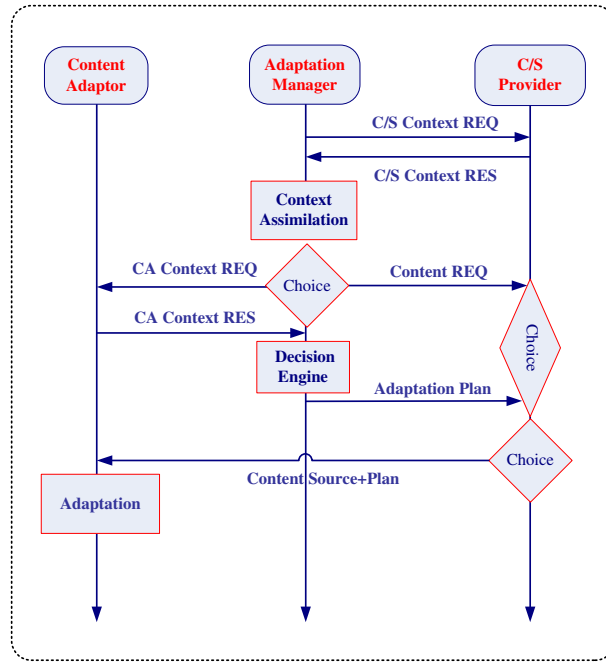 Content
Adaptor
Adaptation
Manager
C/S
Provider
C/S Context REQ
C/S Context RES
Context
Assimilation
CA Context REQ
Choice
Content REQ
CA Context RES
Choice
Decision
Engine
Adaptation Plan
Choice
Content Source+Plan
Adaptation